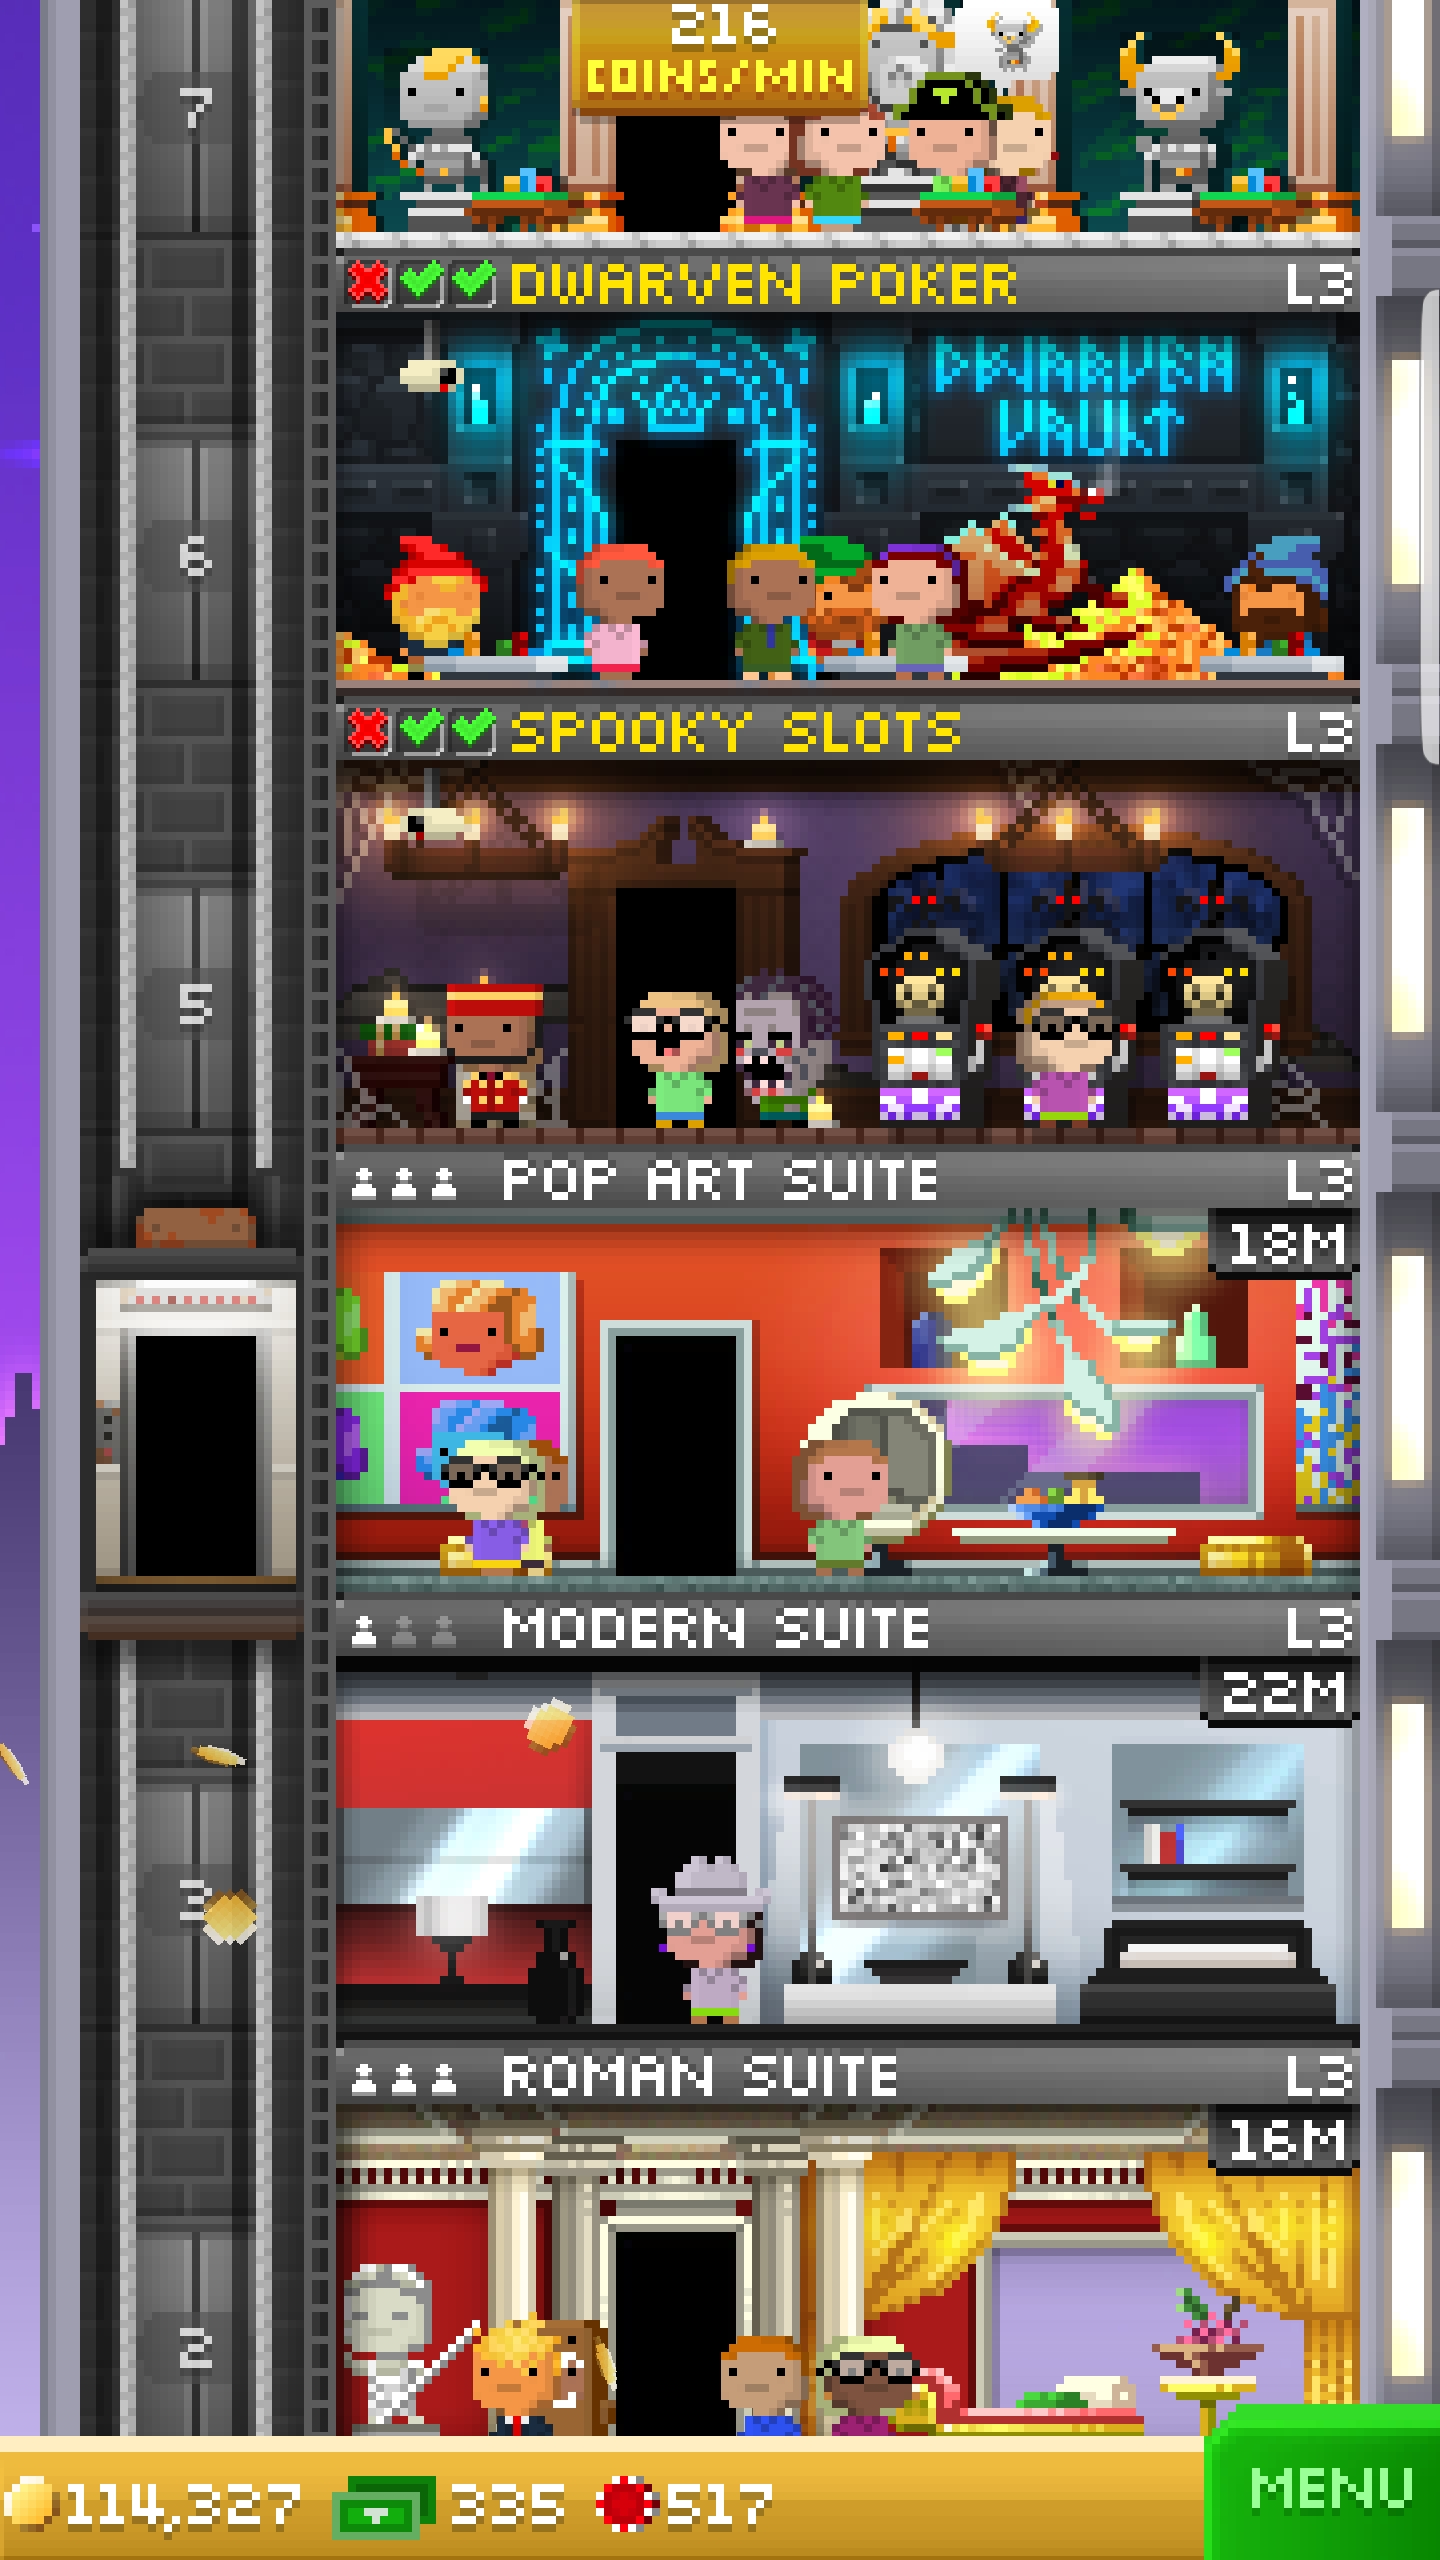 216
COINS/MIN
7
DWARVEN POKER L3
DWARVEN
VAULT
6
SPOOKY SLOTS L3
5
POP ART SUITE L3
18M
MODERN SUITE L3
22M
3
ROMAN SUITE L3
16M
2
114,327 335 517
MENU